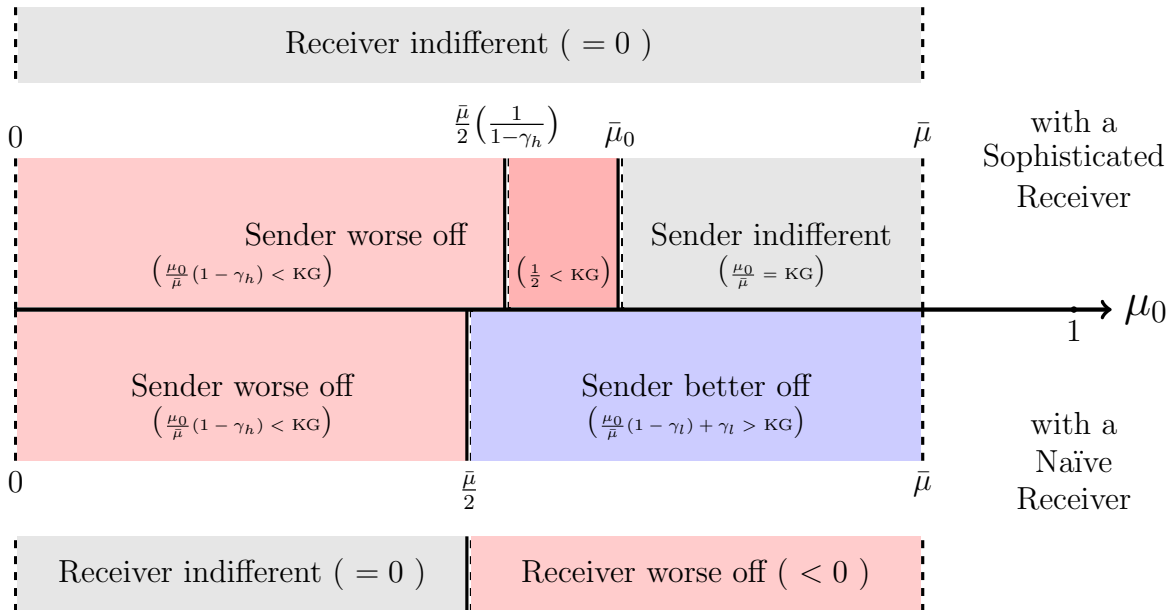 Receiver indifferent ( = 0 )
0
$\frac{\bar{\mu}}{2}\left(\frac{1}{1-\gamma_h}\right)$
$\bar{\mu}_0$
$\bar{\mu}$
with a
Sophisticated
Receiver
Sender worse off
$\left(\frac{\mu_0}{\bar{\mu}}(1-\gamma_h) < \text{KG}\right)$
$\left(\frac{1}{2} < \text{KG}\right)$
Sender indifferent
$\left(\frac{\mu_0}{\bar{\mu}} = \text{KG}\right)$
$\mu_0$
1
Sender worse off
$\left(\frac{\mu_0}{\bar{\mu}}(1-\gamma_h) < \text{KG}\right)$
Sender better off
$\left(\frac{\mu_0}{\bar{\mu}}(1-\gamma_l) + \gamma_l > \text{KG}\right)$
with a
Naïve
Receiver
0
$\frac{\bar{\mu}}{2}$
$\bar{\mu}$
Receiver indifferent ( = 0 )
Receiver worse off ( < 0 )